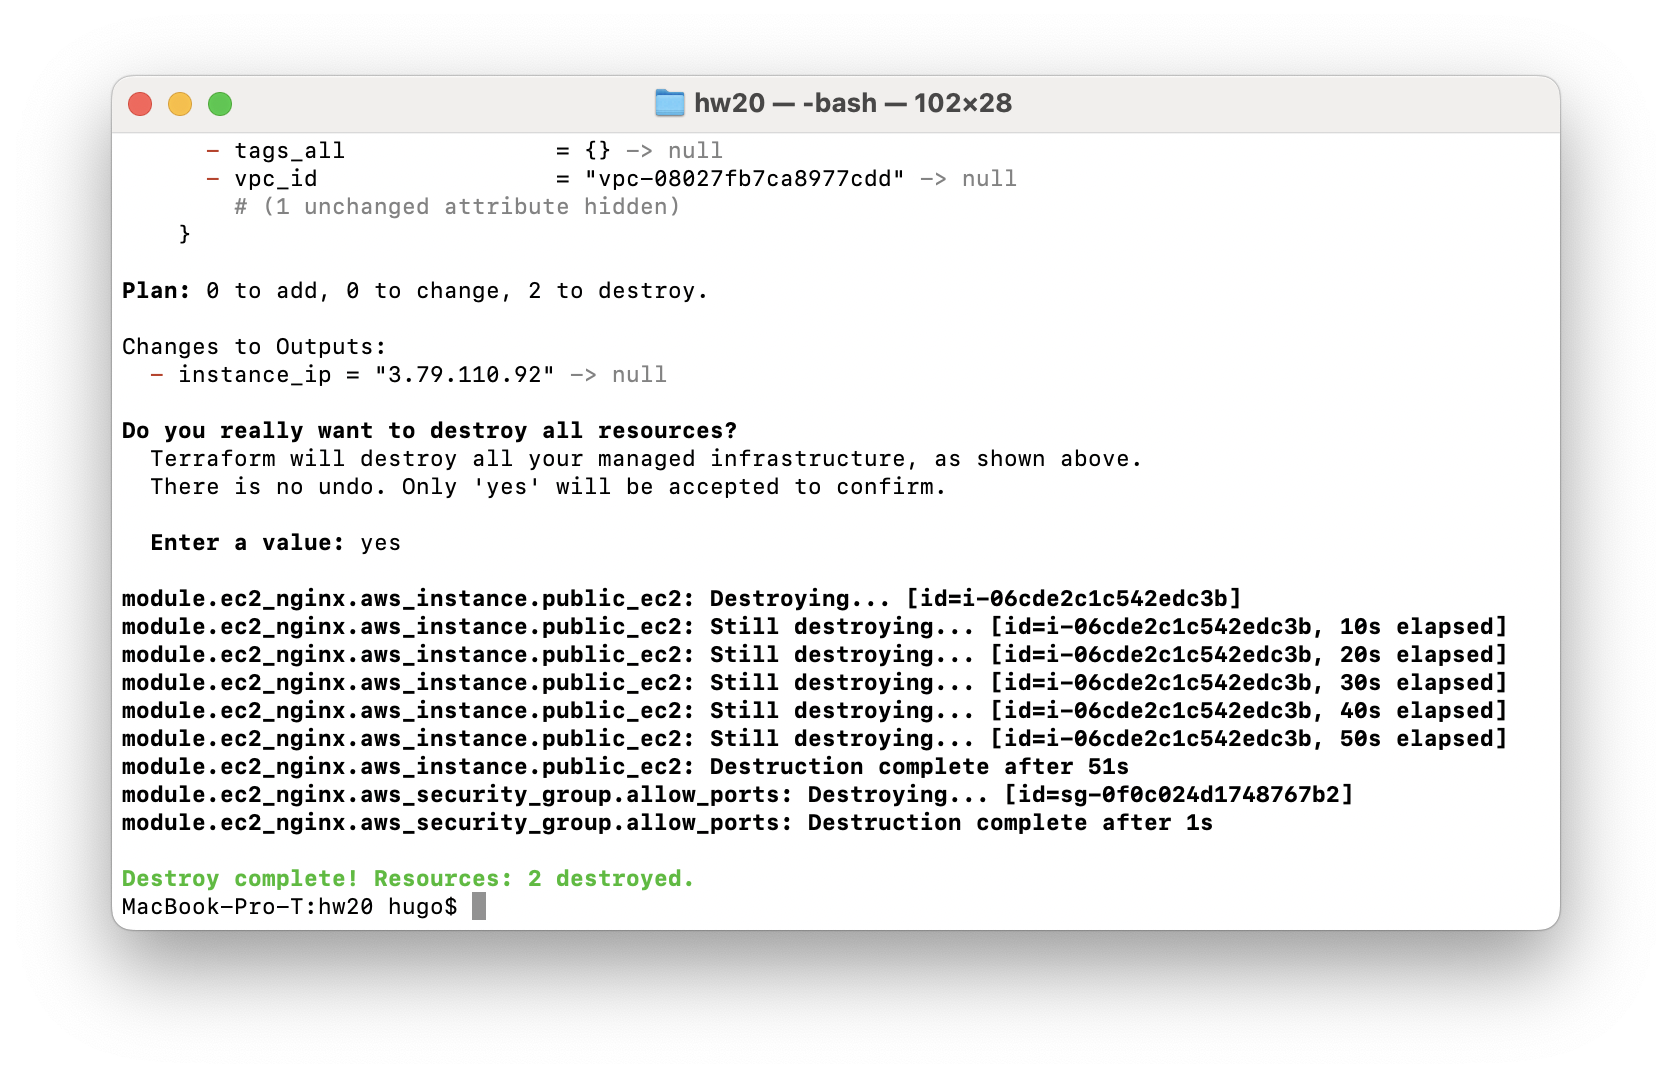 hw20 — -bash — 102×28
- tags_all = {} -> null
- vpc_id = "vpc-08027fb7ca8977cdd" -> null
# (1 unchanged attribute hidden)
}
Plan: 0 to add, 0 to change, 2 to destroy.
Changes to Outputs:
- instance_ip = "3.79.110.92" -> null
Do you really want to destroy all resources?
Terraform will destroy all your managed infrastructure, as shown above.
There is no undo. Only 'yes' will be accepted to confirm.
Enter a value: yes
module.ec2_nginx.aws_instance.public_ec2: Destroying... [id=i-06cde2c1c542edc3b]
module.ec2_nginx.aws_instance.public_ec2: Still destroying... [id=i-06cde2c1c542edc3b, 10s elapsed]
module.ec2_nginx.aws_instance.public_ec2: Still destroying... [id=i-06cde2c1c542edc3b, 20s elapsed]
module.ec2_nginx.aws_instance.public_ec2: Still destroying... [id=i-06cde2c1c542edc3b, 30s elapsed]
module.ec2_nginx.aws_instance.public_ec2: Still destroying... [id=i-06cde2c1c542edc3b, 40s elapsed]
module.ec2_nginx.aws_instance.public_ec2: Still destroying... [id=i-06cde2c1c542edc3b, 50s elapsed]
module.ec2_nginx.aws_instance.public_ec2: Destruction complete after 51s
module.ec2_nginx.aws_security_group.allow_ports: Destroying... [id=sg-0f0c024d1748767b2]
module.ec2_nginx.aws_security_group.allow_ports: Destruction complete after 1s
Destroy complete! Resources: 2 destroyed.
MacBook-Pro-T:hw20 hugo$